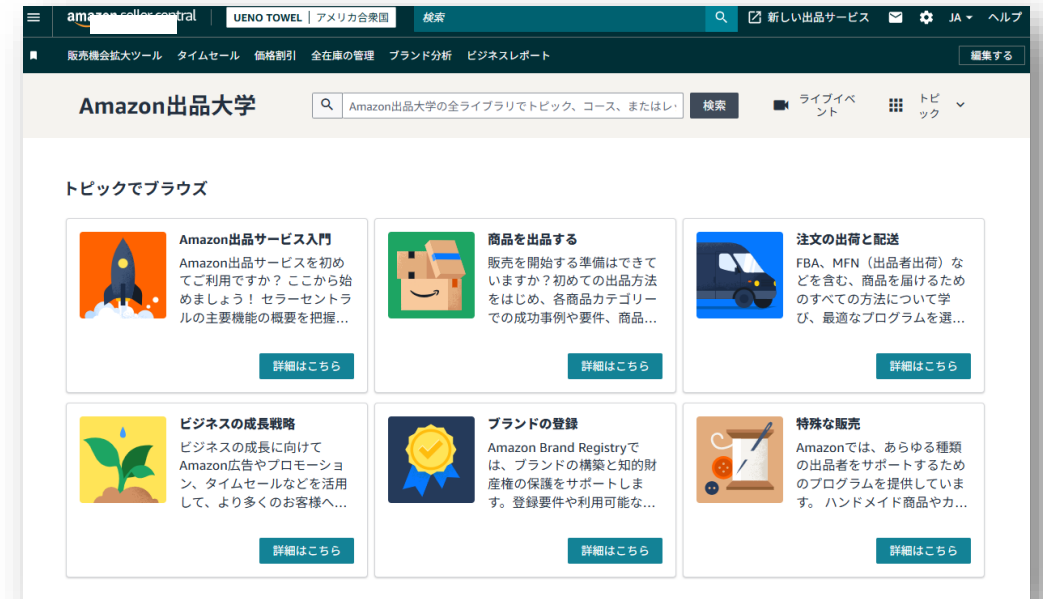 amazon seller central
UENO TOWEL | アメリカ合衆国
検索
新しい出品サービス
JA
ヘルプ
販売機会拡大ツール タイムセール 価格割引 全在庫の管理 ブランド分析 ビジネスレポート
編集する
Amazon出品大学
Amazon出品大学の全ライブラリでトピック、コース、またはレ
検索
ライブイベ
ント
トピ
ック
トピックでブラウズ
Amazon出品サービス入門
Amazon出品サービスを初め
てご利用ですか？ ここから始
めましょう！ セラーセントラ
ルの主要機能の概要を把握…
詳細はこちら
商品を出品する
販売を開始する準備はできて
いますか？初めての出品方法
をはじめ、各商品カテゴリー
での成功事例や要件、商品…
詳細はこちら
注文の出荷と配送
FBA、MFN（出品者出荷）な
どを含む、商品を届けるため
のすべての方法について学
び、最適なプログラムを選…
詳細はこちら
ビジネスの成長戦略
ビジネスの成長に向けて
Amazon広告やプロモーショ
ン、タイムセールなどを活用
して、より多くのお客様へ…
詳細はこちら
ブランドの登録
Amazon Brand Registryで
は、ブランドの構築と知的財
産権の保護をサポートしま
す。登録要件や利用可能な…
詳細はこちら
特殊な販売
Amazonでは、あらゆる種類
の出品者をサポートするため
のプログラムを提供していま
す。 ハンドメイド商品やカ…
詳細はこちら